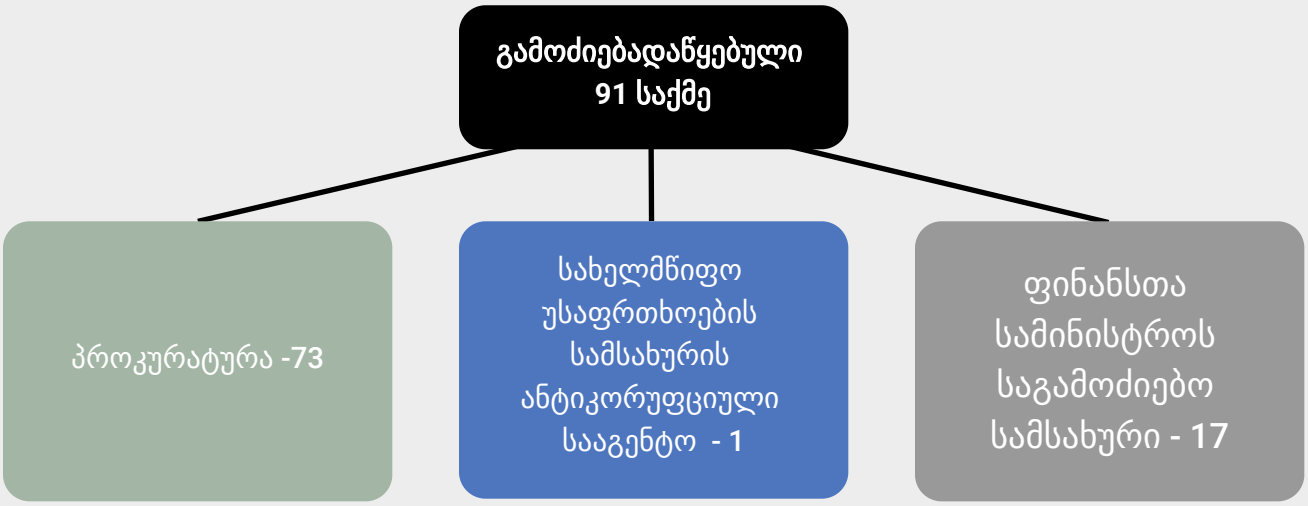 გამოძიებადაწყებული
91 საქმე
პროკურატურა -73
სახელმწიფო
უსაფრთხოების
სამსახურის
ანტიკორუფციული
სააგენტო - 1
ფინანსთა
სამინისტროს
საგამოძიებო
სამსახური - 17